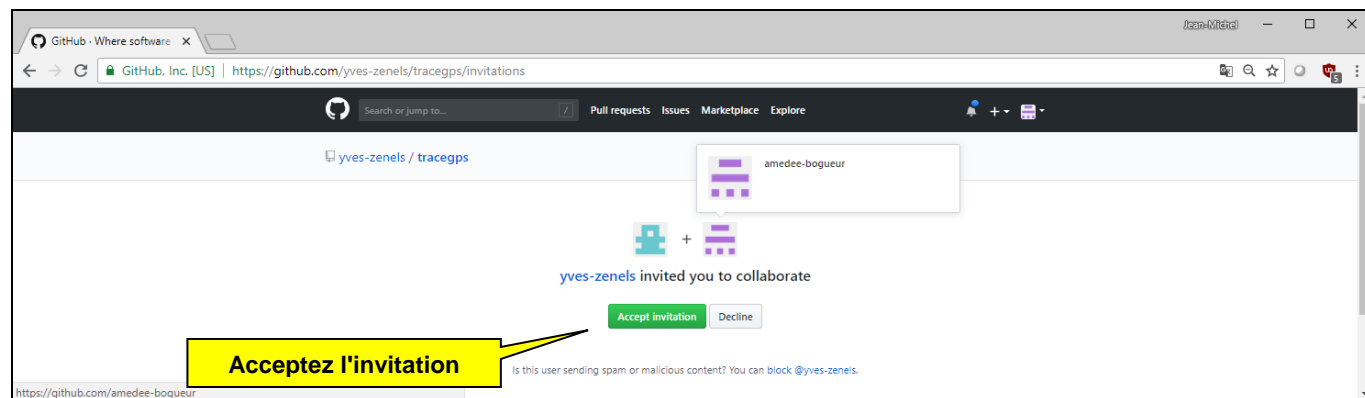 Jean-Michel
GitHub · Where software
GitHub, Inc. [US] | https://github.com/yves-zenels/tracegps/invitations
5
Search or jump to... / Pull requests Issues Marketplace Explore
yves-zenels / tracegps
amedee-bogueur
+
yves-zenels invited you to collaborate
Accept invitation Decline
Acceptez l'invitation
Is this user sending spam or malicious content? You can block @yves-zenels.
https://github.com/amedee-bogueur